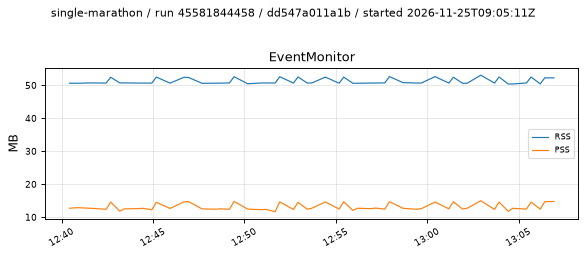 single-marathon / run 45581844458 / dd547a011a1b / started 2026-11-25T09:05:11Z
EventMonitor
MB
50
40
30
20
10
RSS
PSS
12:40
12:45
12:50
12:55
13:00
13:05